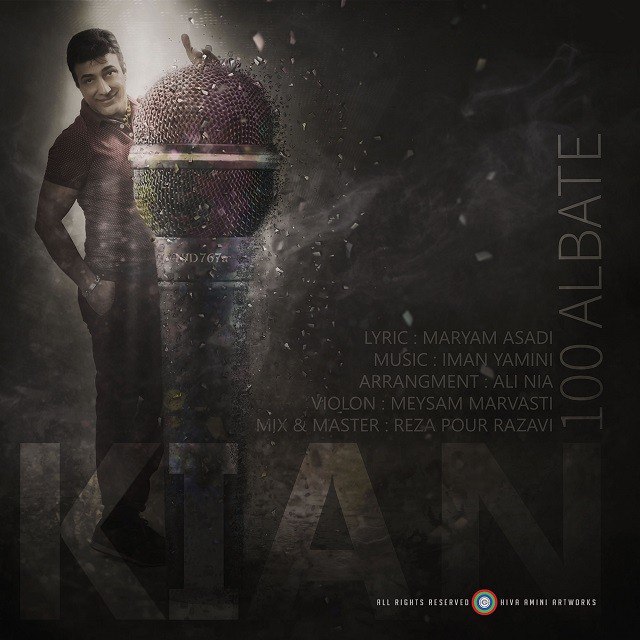 100 ALBATE
LYRIC : MARYAM ASADI
MUSIC : IMAN YAMINI
ARRANGMENT : ALI NIA
VIOLON : MEYSAM MARVASTI
MIX & MASTER : REZA POUR RAZAVI
KIAN
ALL RIGHTS RESERVED HIVA AMINI ARTWORKS